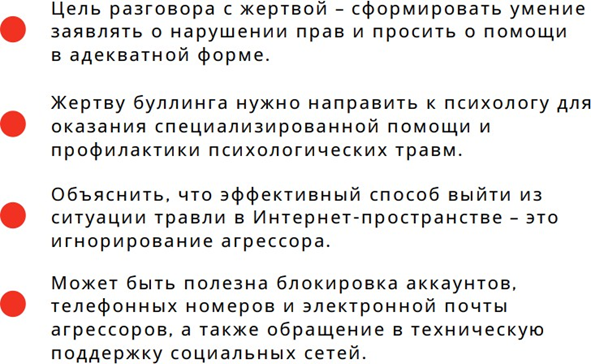 Цель разговора с жертвой – сформировать умение
заявлять о нарушении прав и просить о помощи
в адекватной форме.
Жертву буллинга нужно направить к психологу для
оказания специализированной помощи и
профилактики психологических травм.
Объяснить, что эффективный способ выйти из
ситуации травли в Интернет-пространстве – это
игнорирование агрессора.
Может быть полезна блокировка аккаунтов,
телефонных номеров и электронной почты
агрессоров, а также обращение в техническую
поддержку социальных сетей.